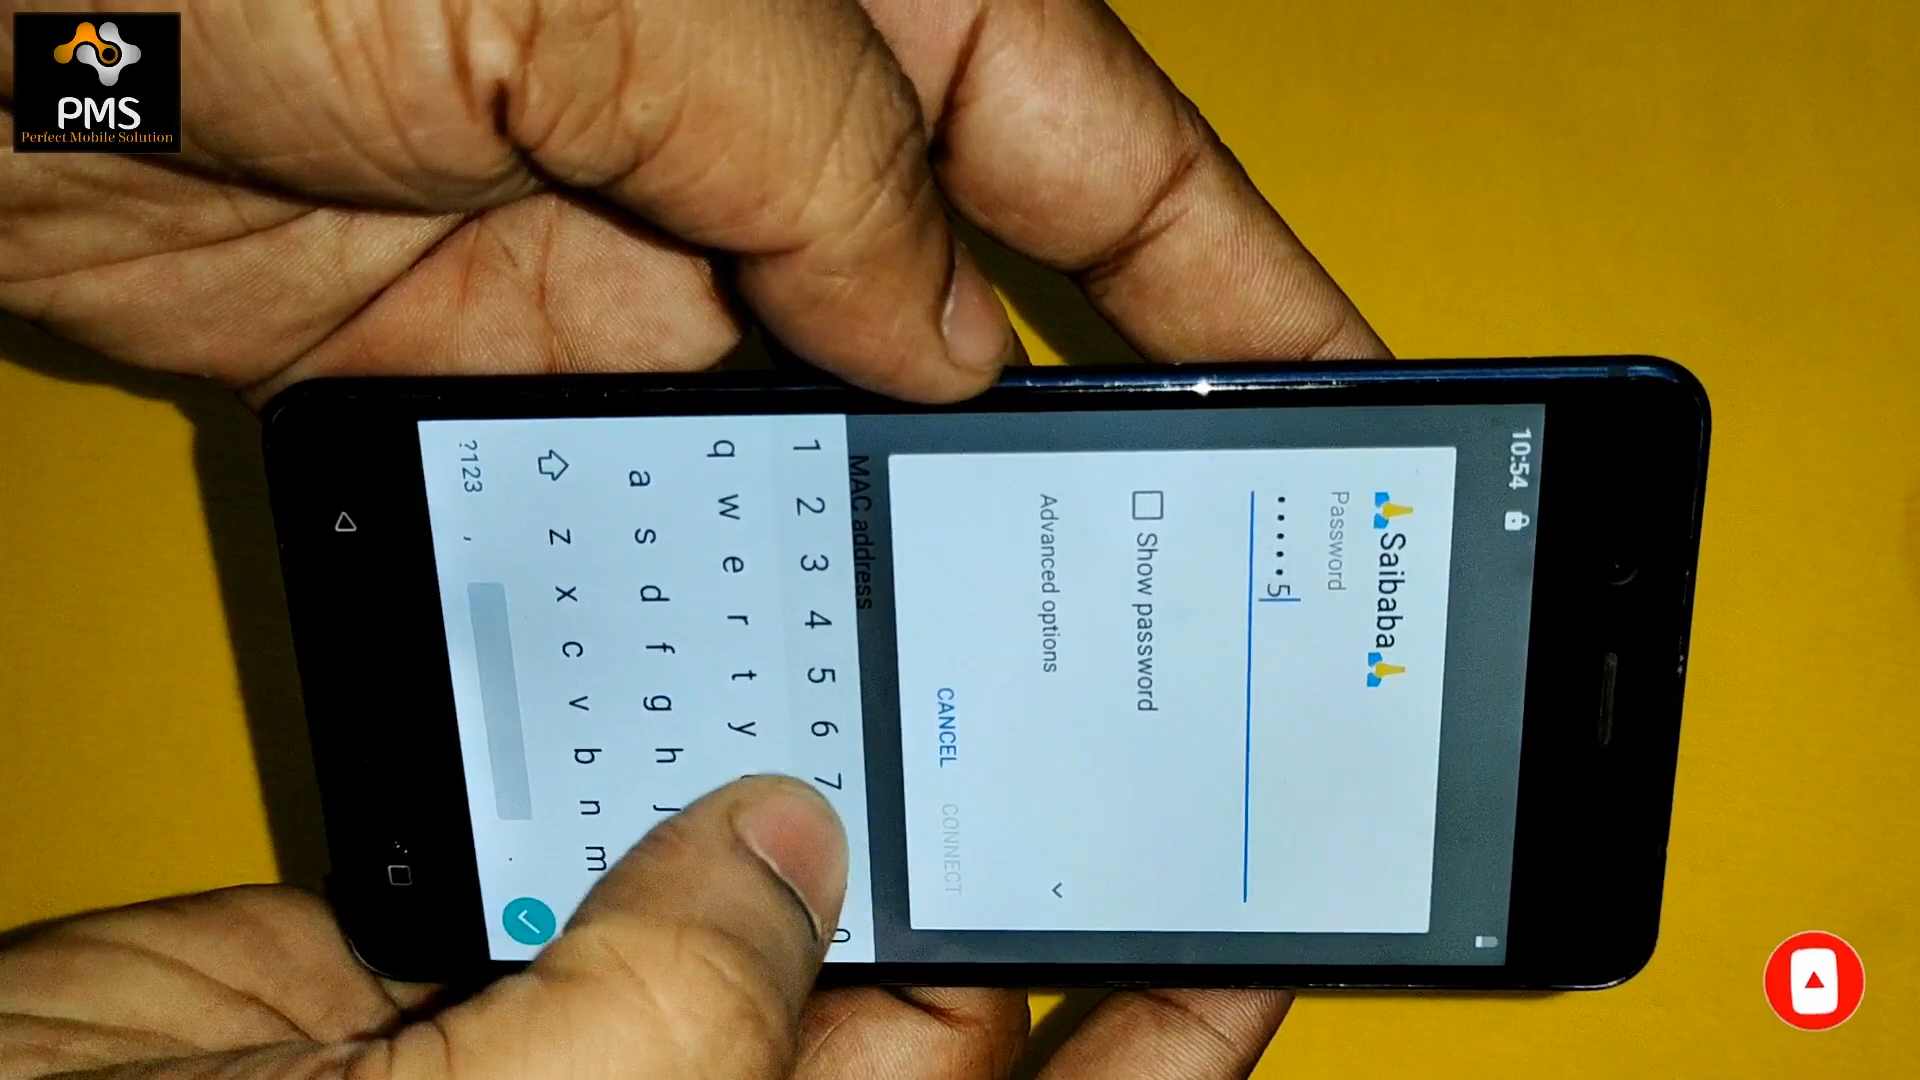 PMS
Perfect Mobile Solution
10:54
🙏Saibaba🙏
Password
•••••5
Show password
Advanced options
CANCEL CONNECT
MAC address
1 2 3 4 5 6 7
q w e r t y
a s d f g h j
z x c v b n m
?123 , .